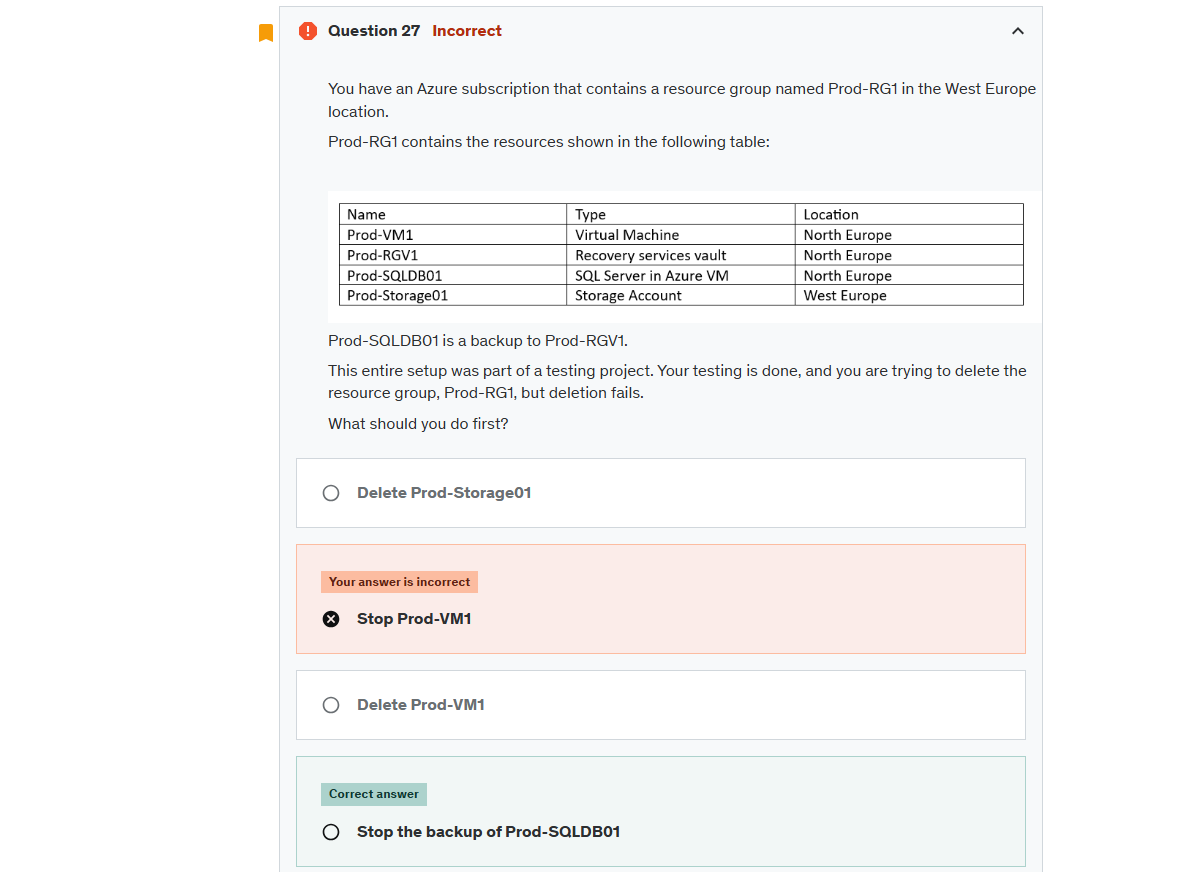 Question 27 Incorrect
You have an Azure subscription that contains a resource group named Prod-RG1 in the West Europe
location.
Prod-RG1 contains the resources shown in the following table:
Name Type Location
Prod-VM1 Virtual Machine North Europe
Prod-RGV1 Recovery services vault North Europe
Prod-SQLDB01 SQL Server in Azure VM North Europe
Prod-Storage01 Storage Account West Europe
Prod-SQLDB01 is a backup to Prod-RGV1.
This entire setup was part of a testing project. Your testing is done, and you are trying to delete the
resource group, Prod-RG1, but deletion fails.
What should you do first?
Delete Prod-Storage01
Your answer is incorrect
Stop Prod-VM1
Delete Prod-VM1
Correct answer
Stop the backup of Prod-SQLDB01